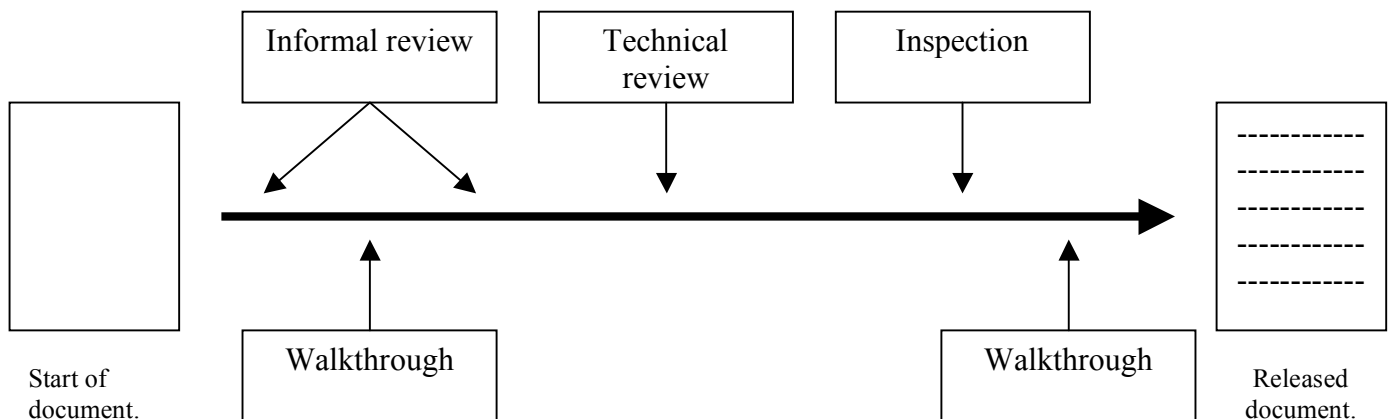 Informal review
Technical
review
Inspection
------------
------------
------------
------------
------------
Walkthrough
Walkthrough
Start of
document.
Released
document.